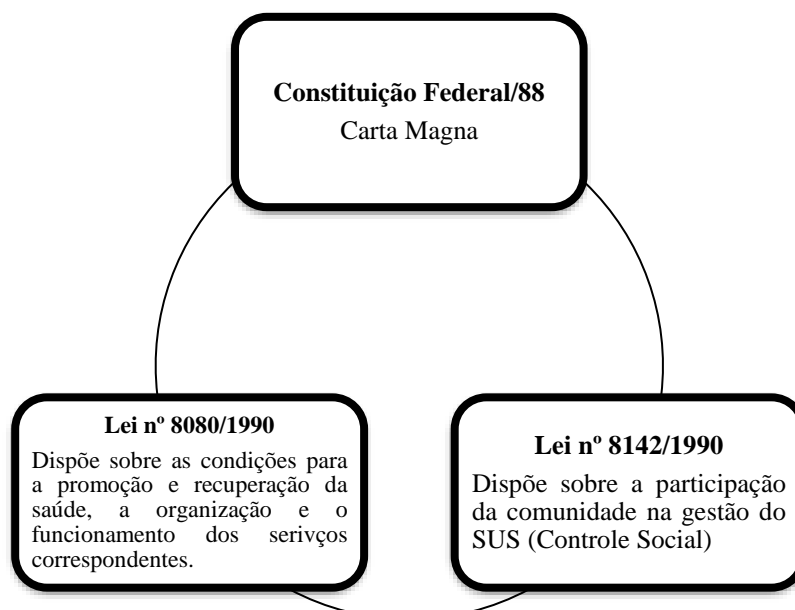 Constituição Federal/88
Carta Magna
Lei nº 8080/1990
Dispõe sobre as condições para
a promoção e recuperação da
saúde, a organização e o
funcionamento dos serivços
correspondentes.
Lei nº 8142/1990
Dispõe sobre a participação
da comunidade na gestão do
SUS (Controle Social)